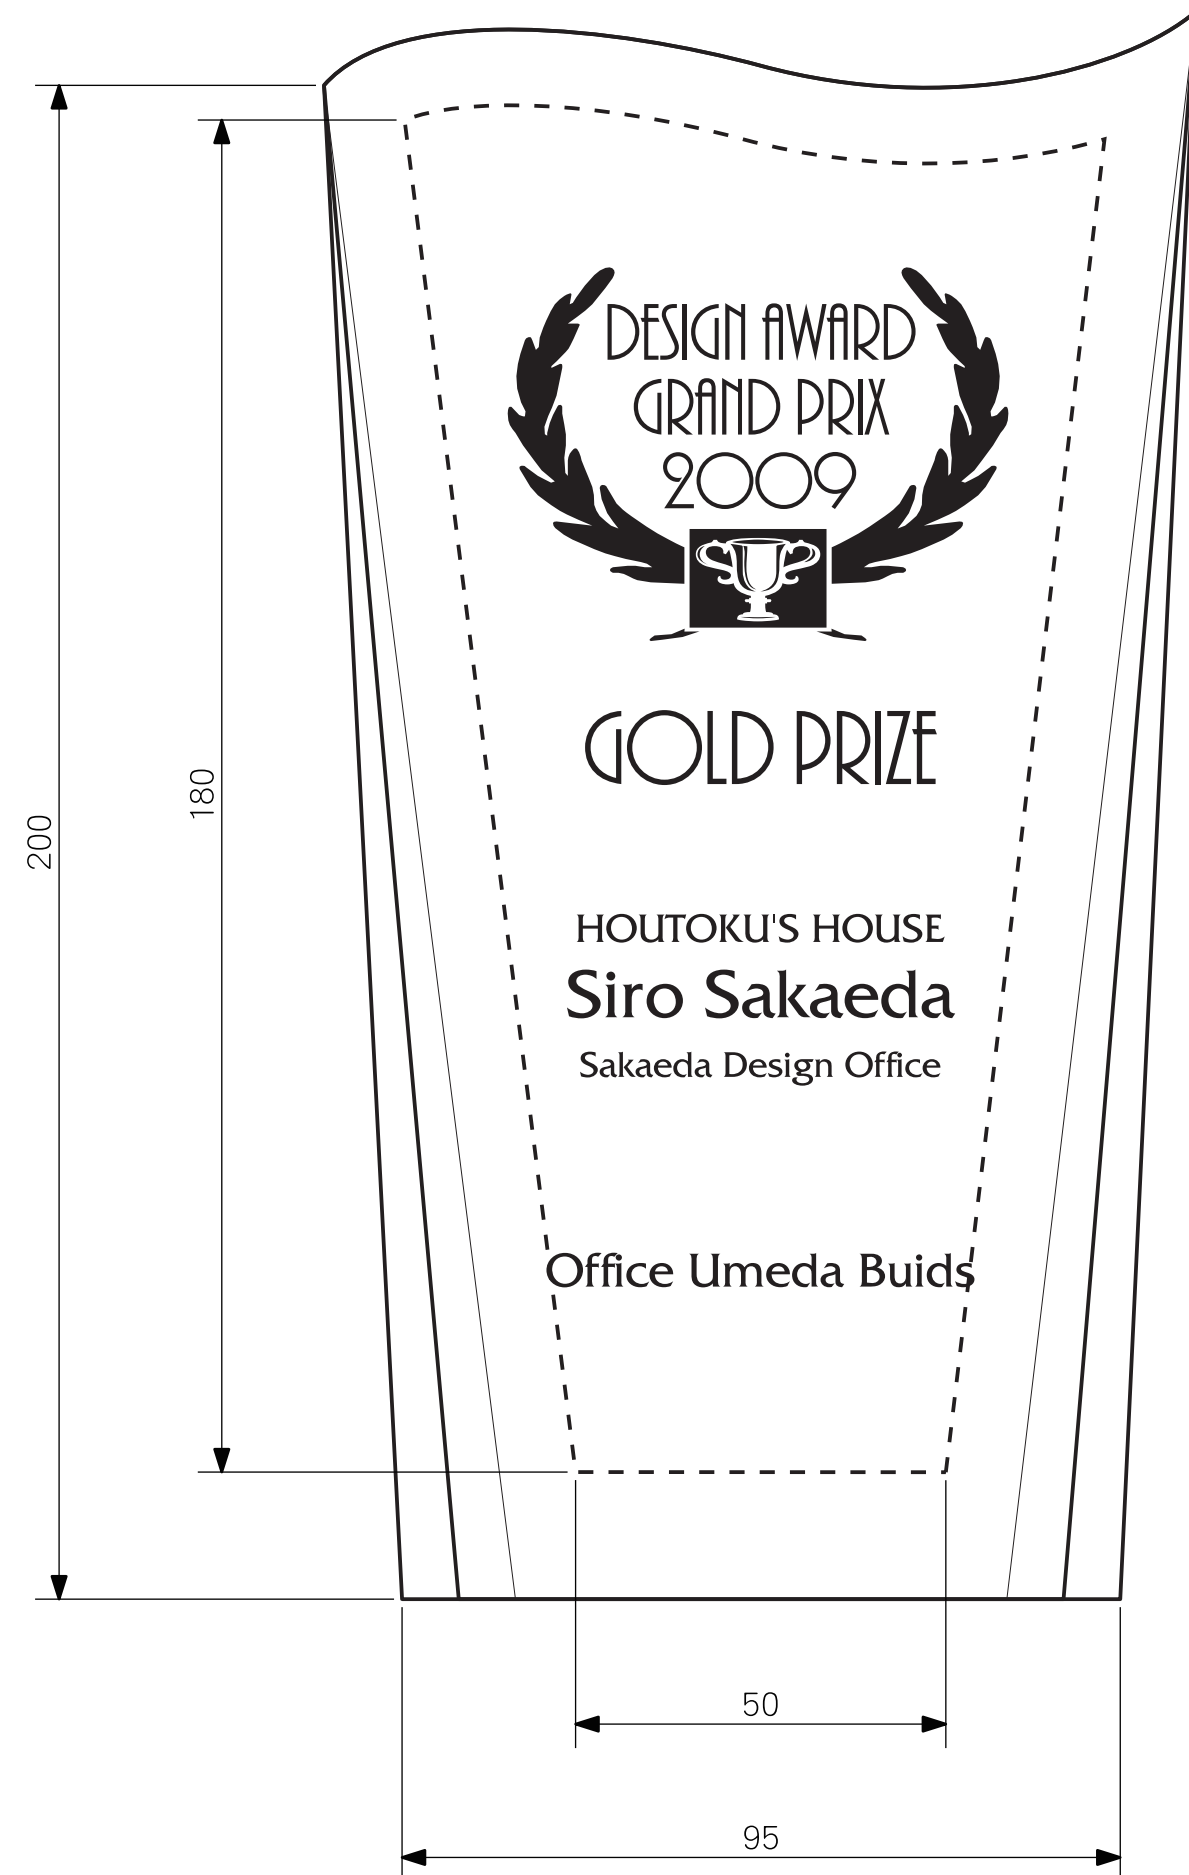 DESIGN AWARD
GRAND PRIX
2009
GOLD PRIZE
HOUTOKU'S HOUSE
Siro Sakaeda
Sakaeda Design Office
Office Umeda Buids
200
180
50
95